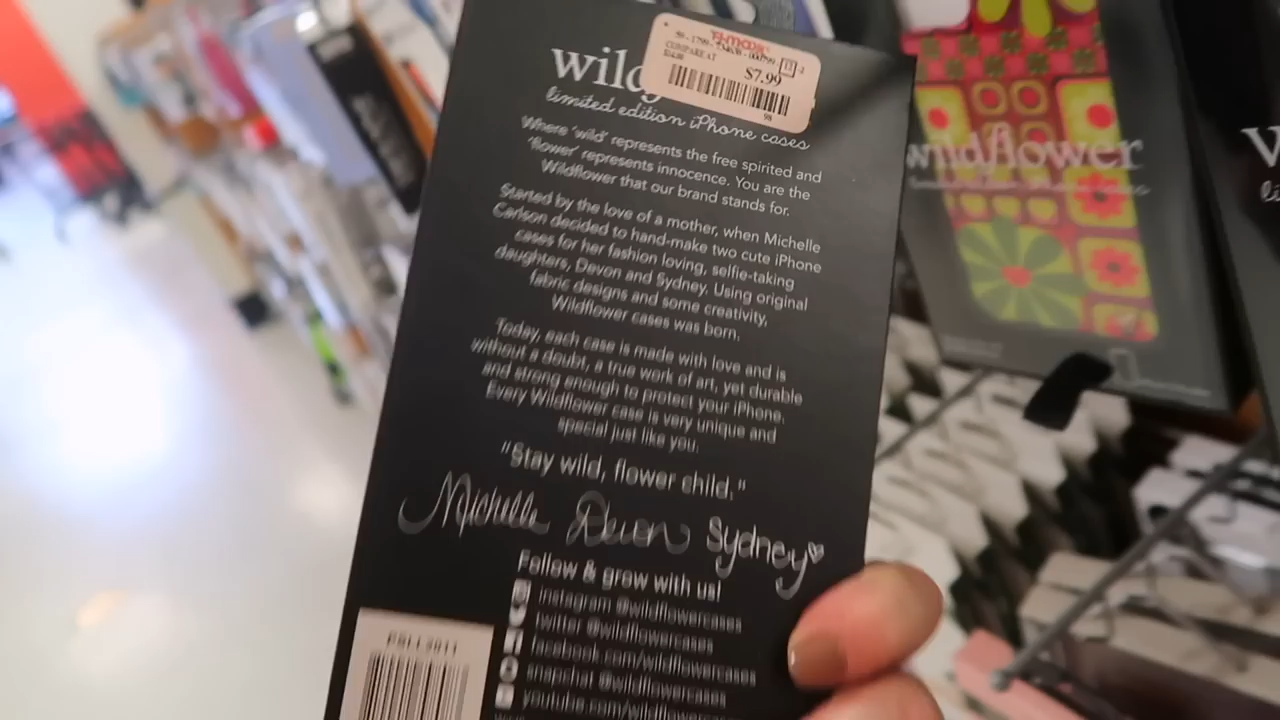 T.J.maxx
COMPARE AT
$7.99
98
wild
limited edition iPhone cases
Where 'wild' represents the free spirited and
'flower' represents innocence. You are the
Wildflower that our brand stands for.
Started by the love of a mother, when Michelle
Carlson decided to hand-make two cute iPhone
cases for her fashion loving, selfie-taking
daughters, Devon and Sydney. Using original
fabric designs and some creativity,
Wildflower cases was born.
Today, each case is made with love and is
without a doubt, a true work of art, yet durable
and strong enough to protect your iPhone.
Every Wildflower case is very unique and
special just like you.
"Stay wild, flower child."
Michelle Devon Sydney
Follow & grow with us!
instagram @wildflowercases
twitter @wildflowercases
facebook.com/wildflowercases
snapchat @wildflowercases
youtube.com/wildflowercases
wildflower